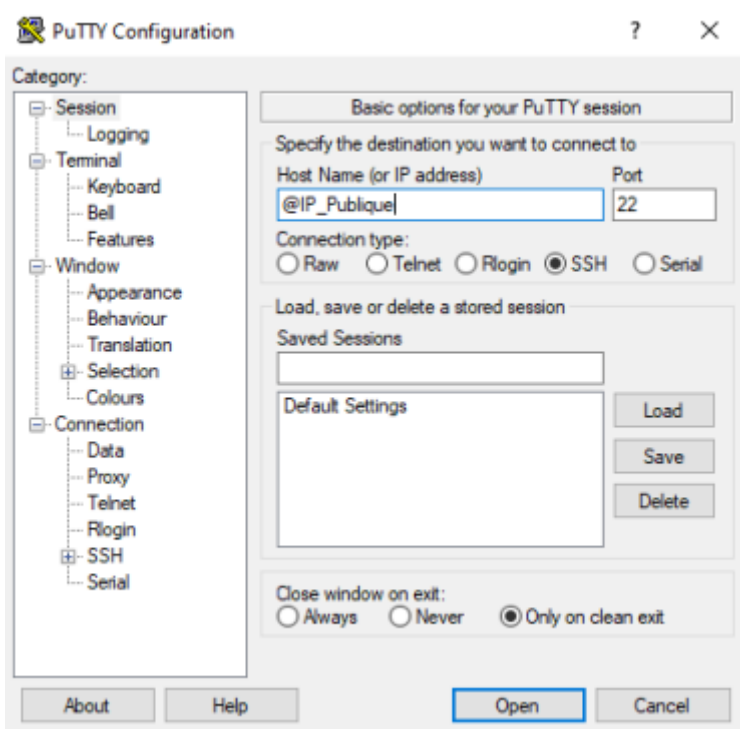 PuTTY Configuration
?
Category:
Session
Logging
Terminal
Keyboard
Bell
Features
Window
Appearance
Behaviour
Translation
Selection
Colours
Connection
Data
Proxy
Telnet
Rlogin
SSH
Serial
Basic options for your PuTTY session
Specify the destination you want to connect to
Host Name (or IP address) Port
@IP_Publique 22
Connection type:
Raw Telnet Rlogin SSH Serial
Load, save or delete a stored session
Saved Sessions
Default Settings
Load
Save
Delete
Close window on exit:
Always Never Only on clean exit
About Help Open Cancel